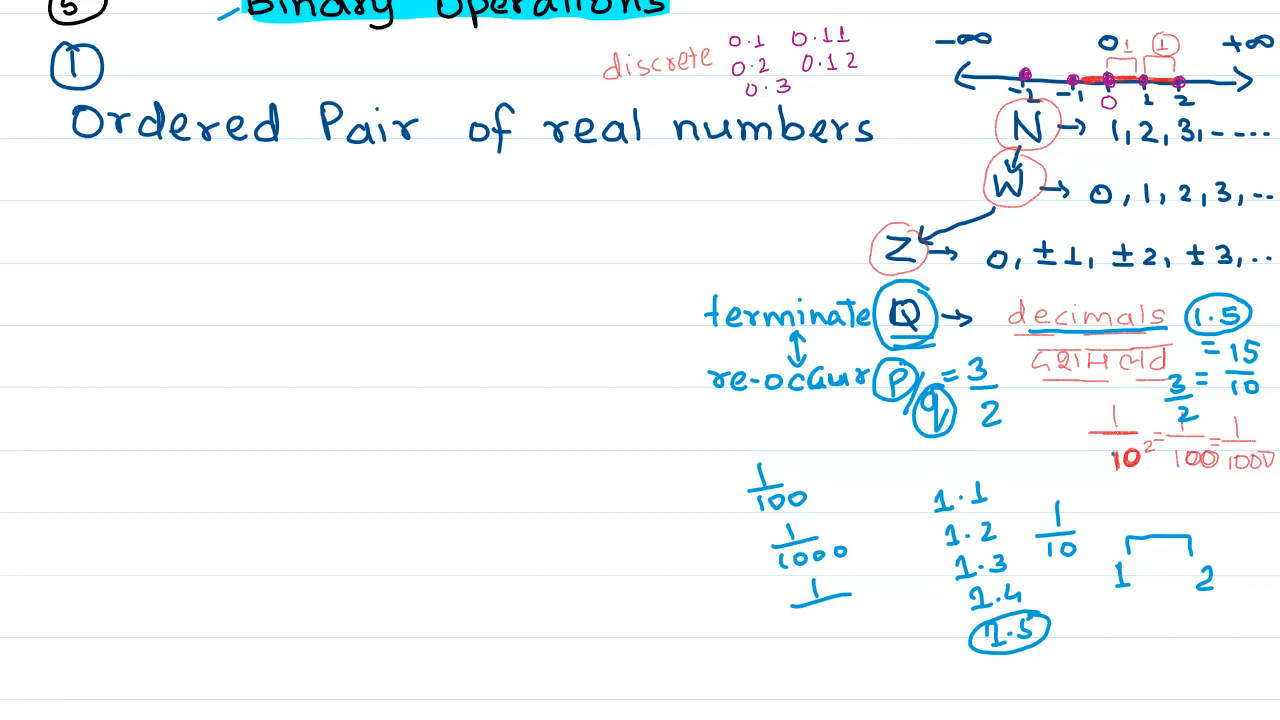 5 Binary Operations
1
discrete 0.1 0.11
0.2 0.12
0.3
-∞ 0 1 1 +∞
-2 -1 0 1 2
Ordered Pair of real numbers
N → 1, 2, 3, -----
W → 0, 1, 2, 3, ..
Z → 0, ±1, ±2, ±3, ..
terminate Q → decimals 1.5
दशमलव = 15/10
re-occur p/q = 3/2
3/2 =
1/10² = 1/100 = 1/1000
1/100
1/1000
1
1.1
1.2 1/10
1.3
1.4
1.5
1 2